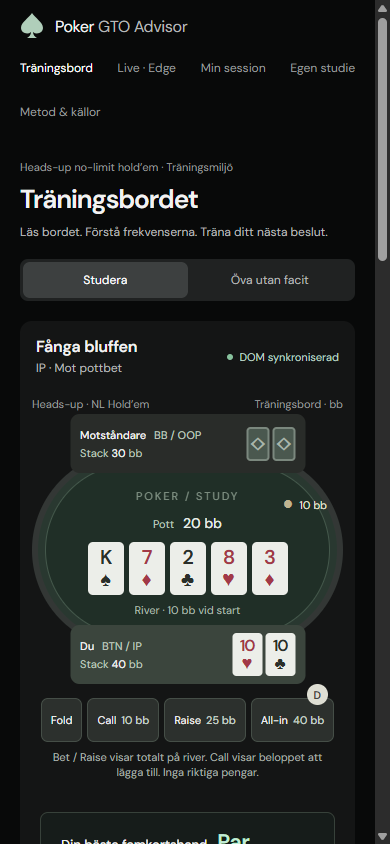 Poker GTO Advisor
Träningsbord Live · Edge Min session Egen studie
Metod & källor
Heads-up no-limit hold'em · Träningsmiljö
Träningsbordet
Läs bordet. Förstå frekvenserna. Träna ditt nästa beslut.
Studera Öva utan facit
Fånga bluffen
IP · Mot pottbet
DOM synkroniserad
Heads-up · NL Hold'em Träningsbord · bb
Motståndare BB / OOP
Stack 30 bb
POKER / STUDY
10 bb
Pott 20 bb
K♠ 7♦ 2♣ 8♥ 3♦
River · 10 bb vid start
Du BTN / IP
Stack 40 bb
10♥ 10♣
D
Fold Call 10 bb Raise 25 bb All-in 40 bb
Bet / Raise visar totalt på river. Call visar beloppet att
lägga till. Inga riktiga pengar.
Din bästa femkortshand Par